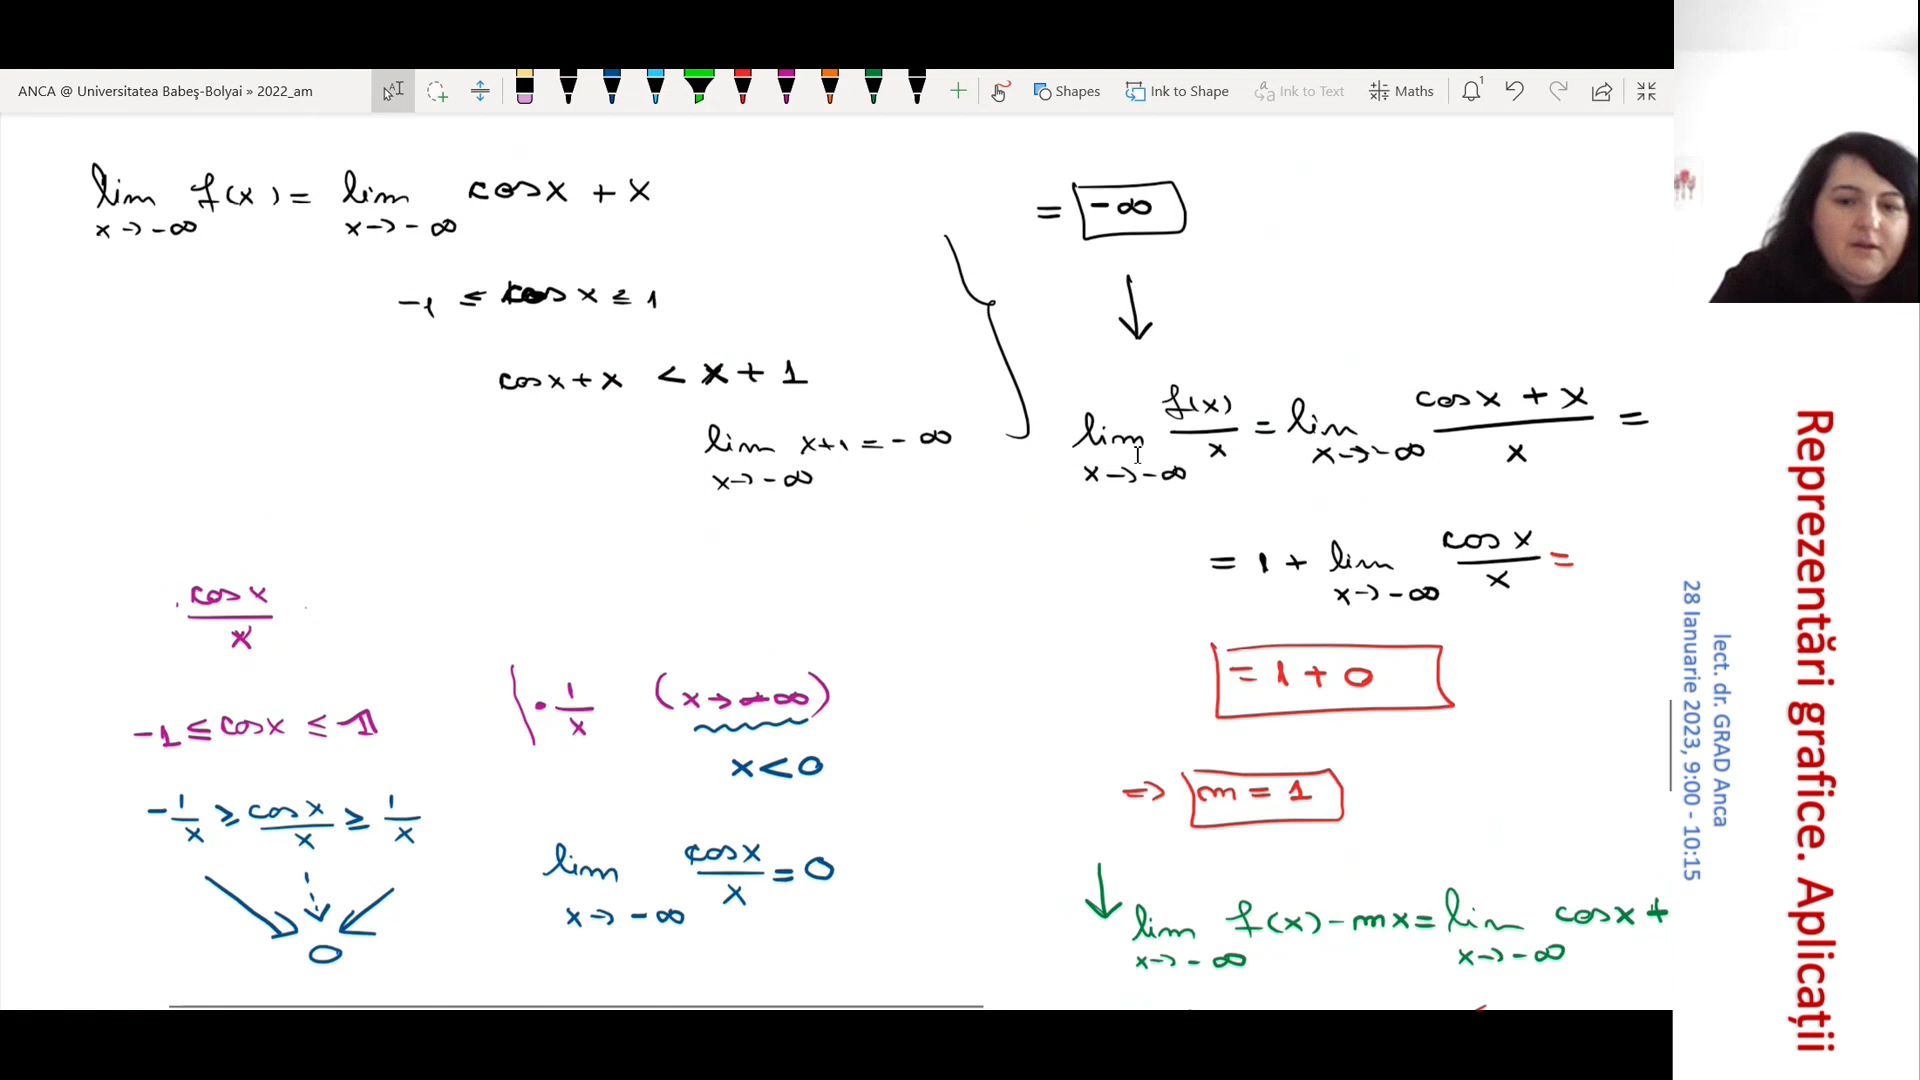 ANCA @ Universitatea Babeş-Bolyai » 2022_am
Shapes
Ink to Shape
Ink to Text
Maths
1
lim f(x) = lim cos x + x
x → -∞ x → -∞
-1 ≤ cos x ≤ 1
cos x + x < x + 1
lim x+1 = -∞
x → -∞
= -∞
lim f(x)/x = lim (cos x + x)/x =
x → -∞ x → -∞
= 1 + lim cos x/x =
x → -∞
= 1 + 0
=> m = 1
lim f(x) - mx = lim cos x +
x → -∞ x → -∞
cos x/x
-1 ≤ cos x ≤ 1 | · 1/x (x → -∞)
x < 0
-1/x ≥ cos x/x ≥ 1/x
0
lim cos x/x = 0
x → -∞
Reprezentări grafice. Aplicații
lect. dr. GRAD Anca
28 Ianuarie 2023, 9:00 - 10:15